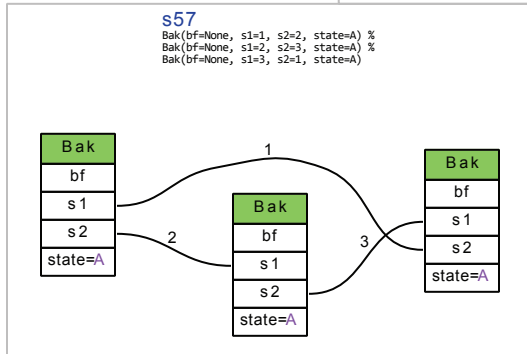 s57
Bak(bf=None, s1=1, s2=2, state=A) %
Bak(bf=None, s1=2, s2=3, state=A) %
Bak(bf=None, s1=3, s2=1, state=A)
Bak
bf
s1
s2
state=A
1
2
Bak
bf
s1
s2
state=A
3
Bak
bf
s1
s2
state=A